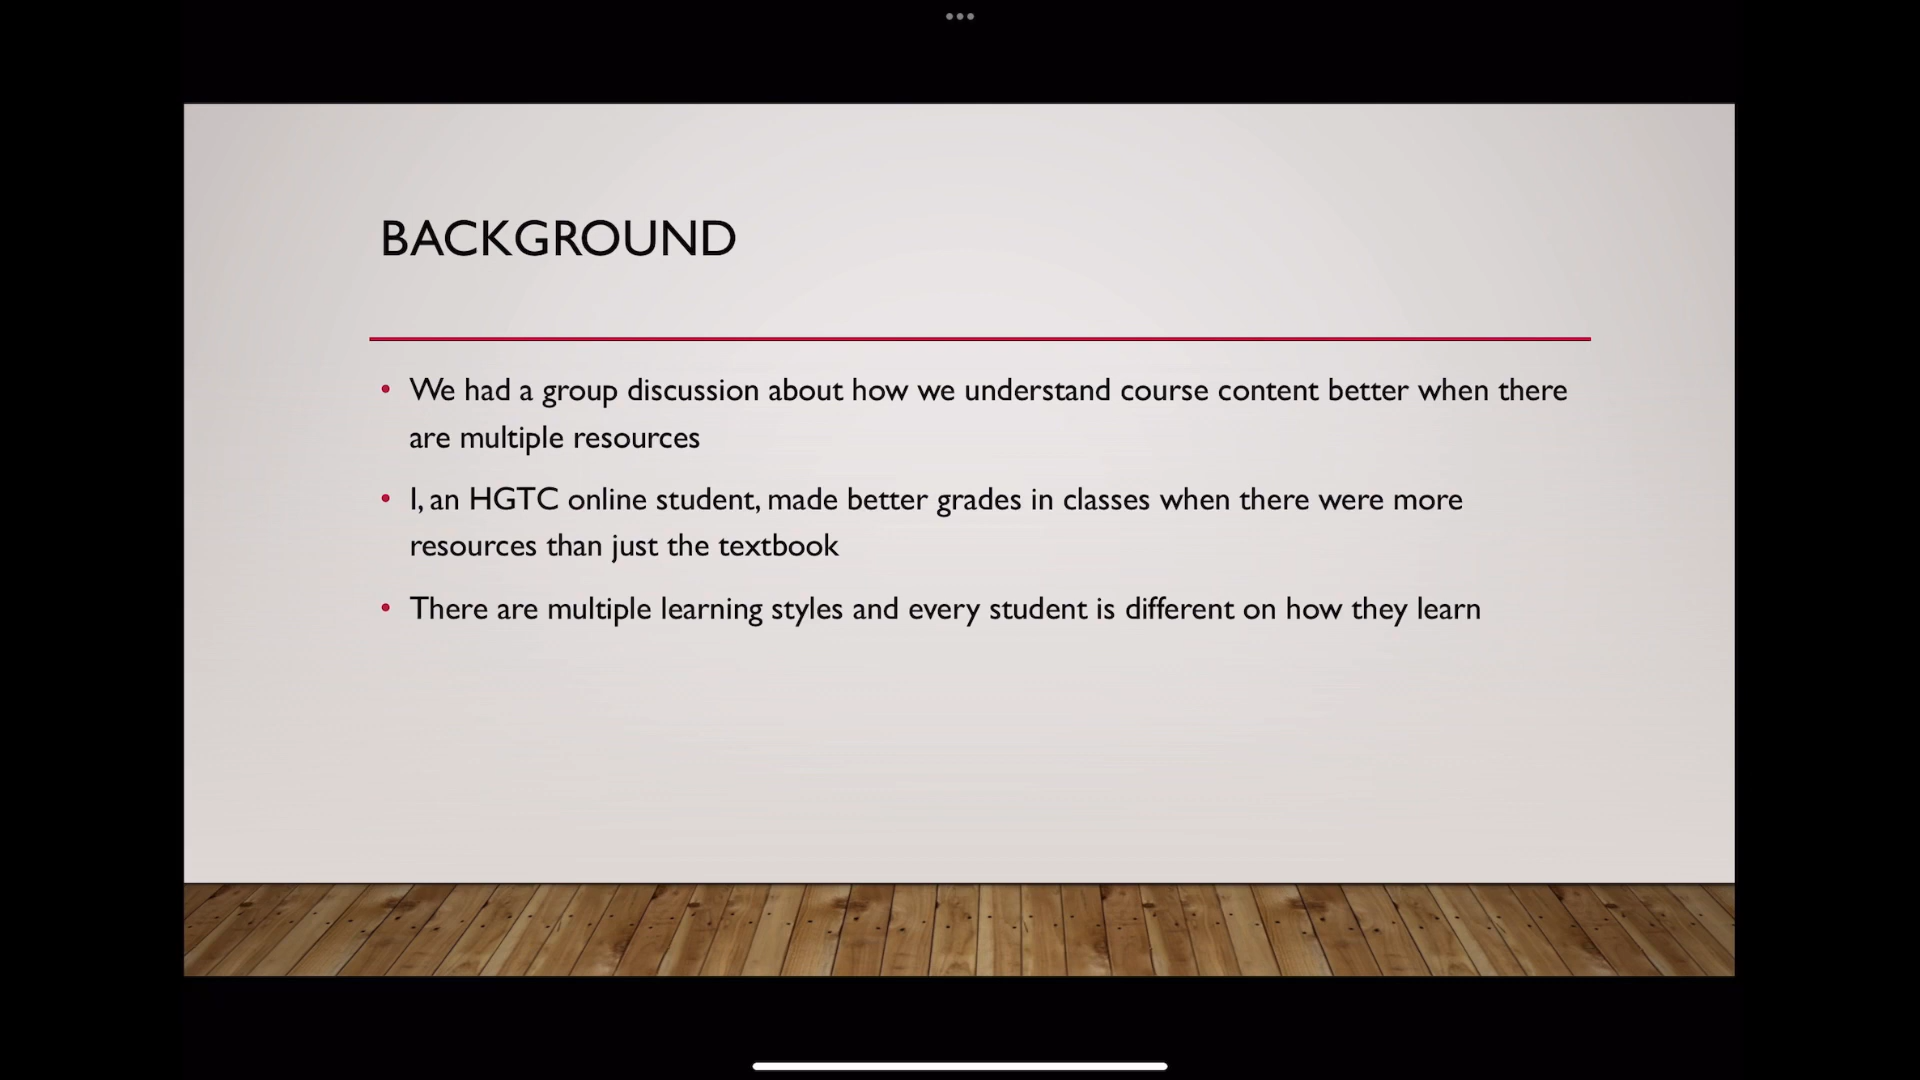 BACKGROUND
• We had a group discussion about how we understand course content better when there
are multiple resources
• I, an HGTC online student, made better grades in classes when there were more
resources than just the textbook
• There are multiple learning styles and every student is different on how they learn